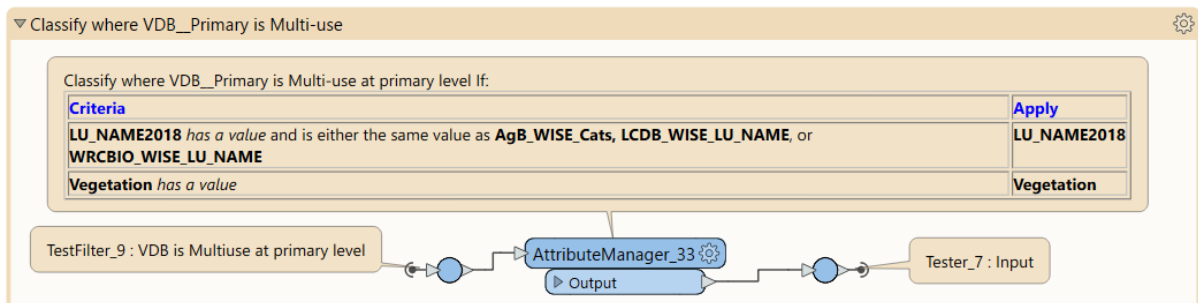 Classify where VDB__Primary is Multi-use
Classify where VDB__Primary is Multi-use at primary level If:
Criteria Apply
LU_NAME2018 has a value and is either the same value as AgB_WISE_Cats, LCDB_WISE_LU_NAME, or LU_NAME2018
WRCBIO_WISE_LU_NAME
Vegetation has a value Vegetation
TestFilter_9 : VDB is Multiuse at primary level
AttributeManager_33
Output
Tester_7 : Input